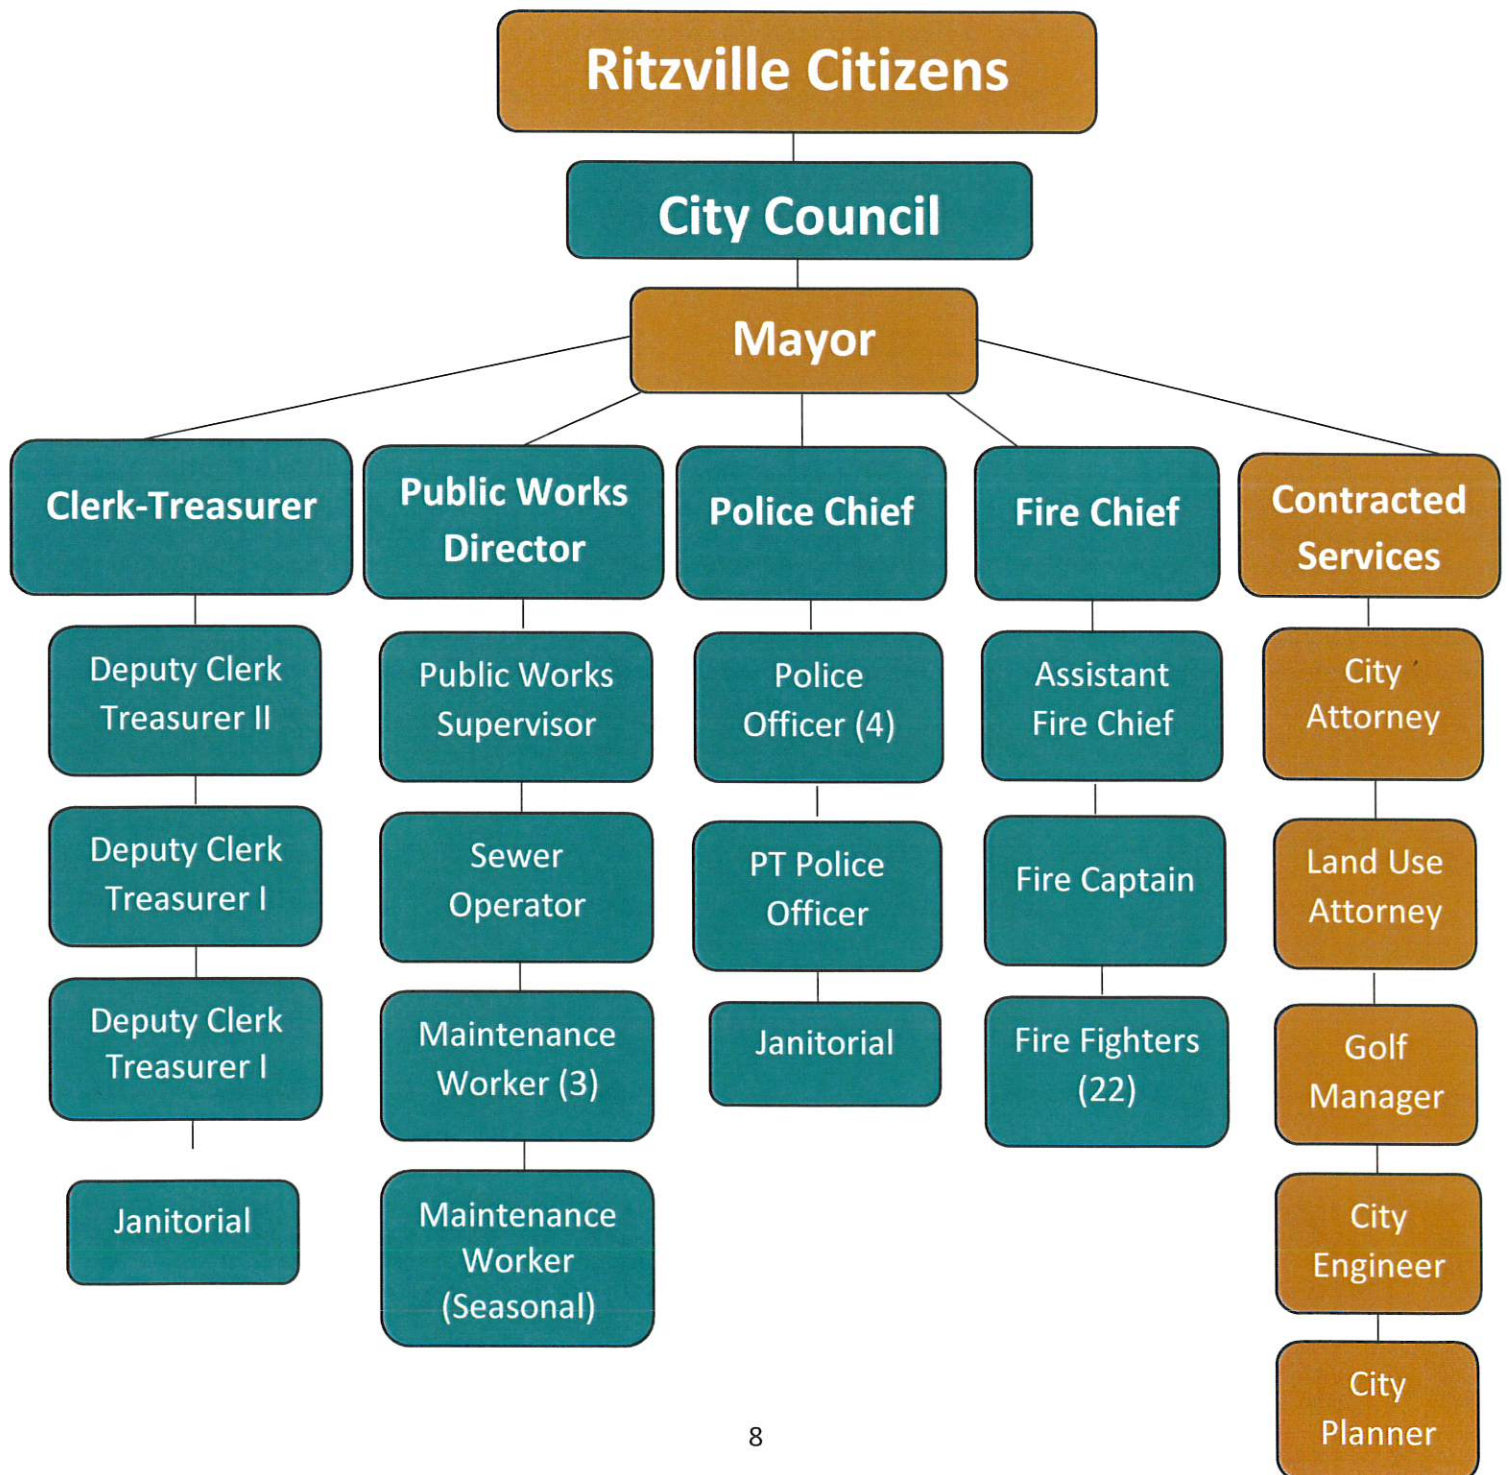 Ritzville Citizens
City Council
Mayor
Clerk-Treasurer
Public Works
Director
Police Chief
Fire Chief
Contracted
Services
Deputy Clerk
Treasurer II
Public Works
Supervisor
Police
Officer (4)
Assistant
Fire Chief
City
Attorney
Deputy Clerk
Treasurer I
Sewer
Operator
PT Police
Officer
Fire Captain
Land Use
Attorney
Deputy Clerk
Treasurer I
Maintenance
Worker (3)
Janitorial
Fire Fighters
(22)
Golf
Manager
Janitorial
Maintenance
Worker
(Seasonal)
City
Engineer
City
Planner
8